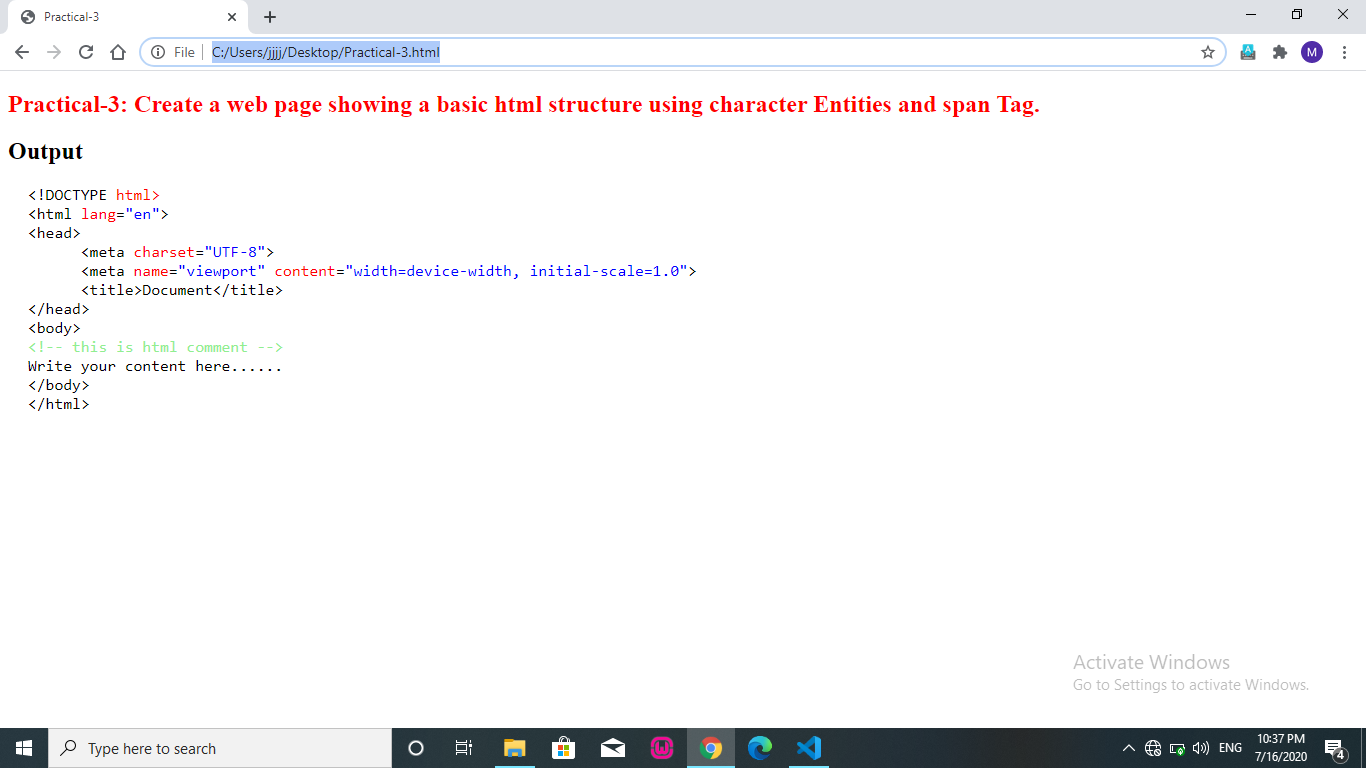 Practical-3
File
C:/Users/jjjj/Desktop/Practical-3.html
M
Practical-3: Create a web page showing a basic html structure using character Entities and span Tag.
Output
<!DOCTYPE html>
<html lang="en">
<head>
<meta charset="UTF-8">
<meta name="viewport" content="width=device-width, initial-scale=1.0">
<title>Document</title>
</head>
<body>
<!-- this is html comment -->
Write your content here......
</body>
</html>
Activate Windows
Go to Settings to activate Windows.
Type here to search
ENG
10:37 PM
7/16/2020
4